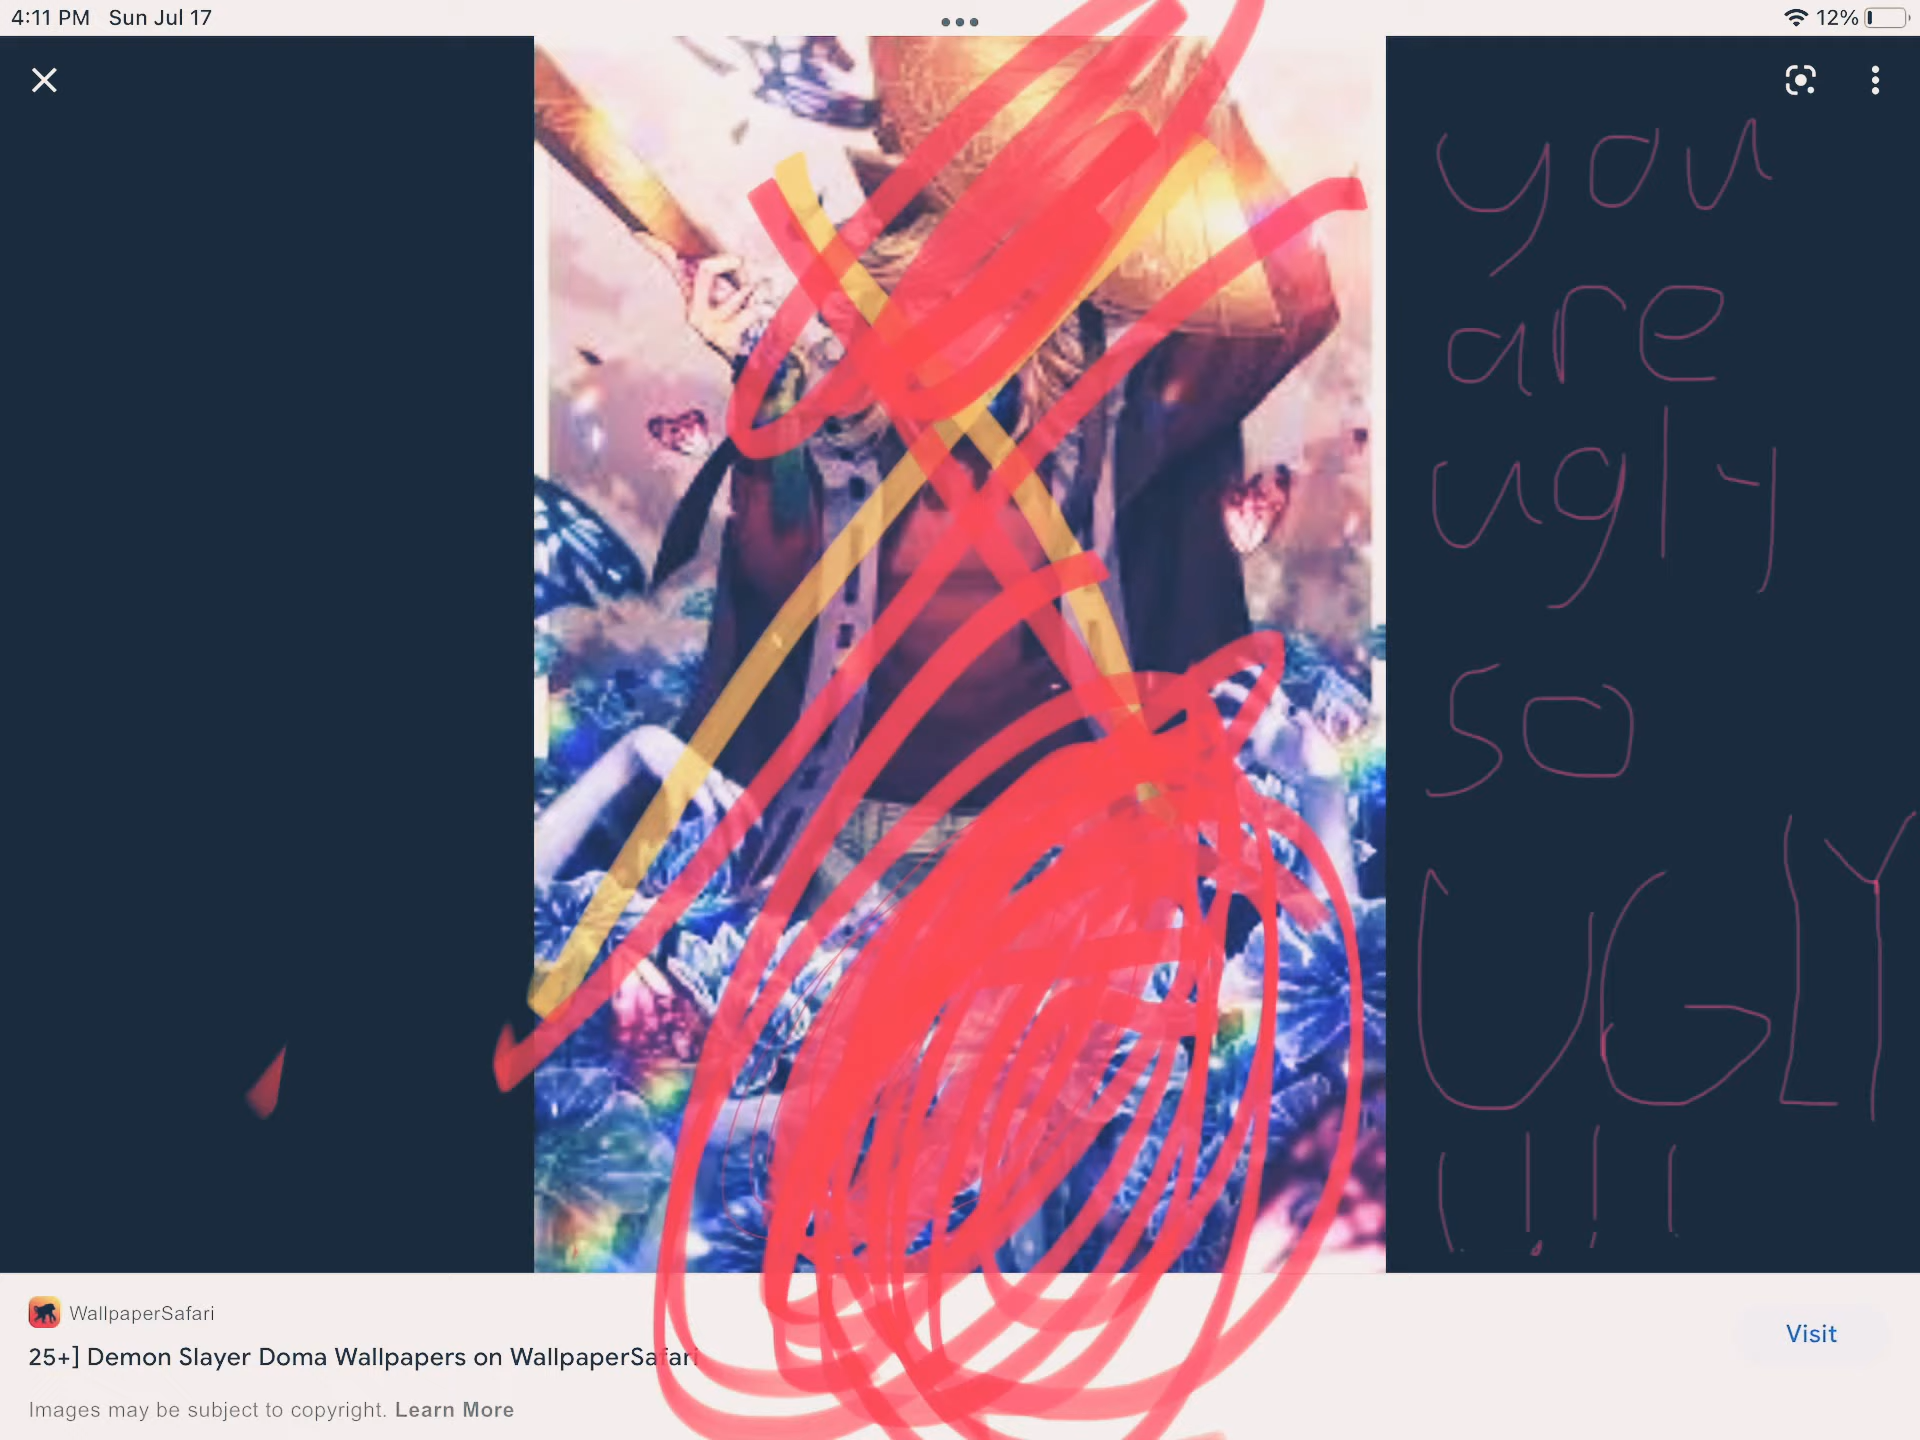 4:11 PM Sun Jul 17
12%
you
are
ugly
so
UGLY
!!!!
WallpaperSafari
25+] Demon Slayer Doma Wallpapers on WallpaperSafari
Visit
Images may be subject to copyright. Learn More